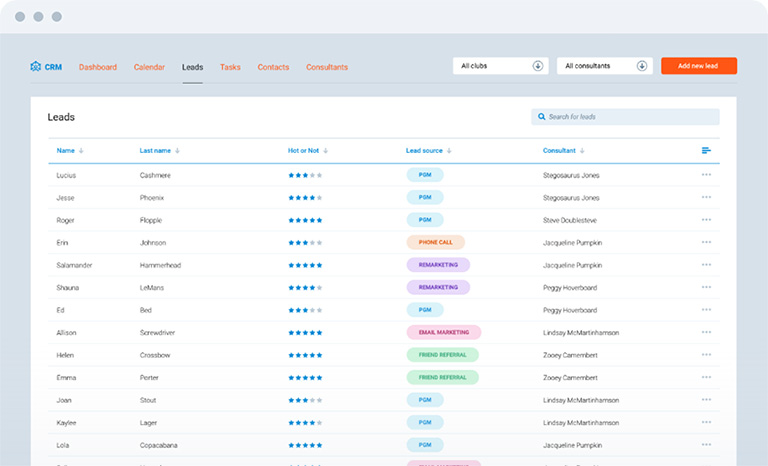 CRM Dashboard Calendar Leads Tasks Contacts Consultants All clubs All consultants Add new lead
Leads Search for leads
Name Last name Hot or Not Lead source Consultant
Lucius Cashmere PGM Stegosaurus Jones
Jesse Phoenix PGM Stegosaurus Jones
Roger Flopple PGM Steve Doublesteve
Erin Johnson PHONE CALL Jacqueline Pumpkin
Salamander Hammerhead REMARKETING Jacqueline Pumpkin
Shauna LeMans REMARKETING Peggy Hoverboard
Ed Bed PGM Peggy Hoverboard
Allison Screwdriver EMAIL MARKETING Lindsay McMartinhamson
Helen Crossbow FRIEND REFERRAL Zooey Camembert
Emma Porter FRIEND REFERRAL Zooey Camembert
Joan Stout PGM Lindsay McMartinhamson
Kaylee Lager PGM Lindsay McMartinhamson
Lola Copacabana PGM Jacqueline Pumpkin